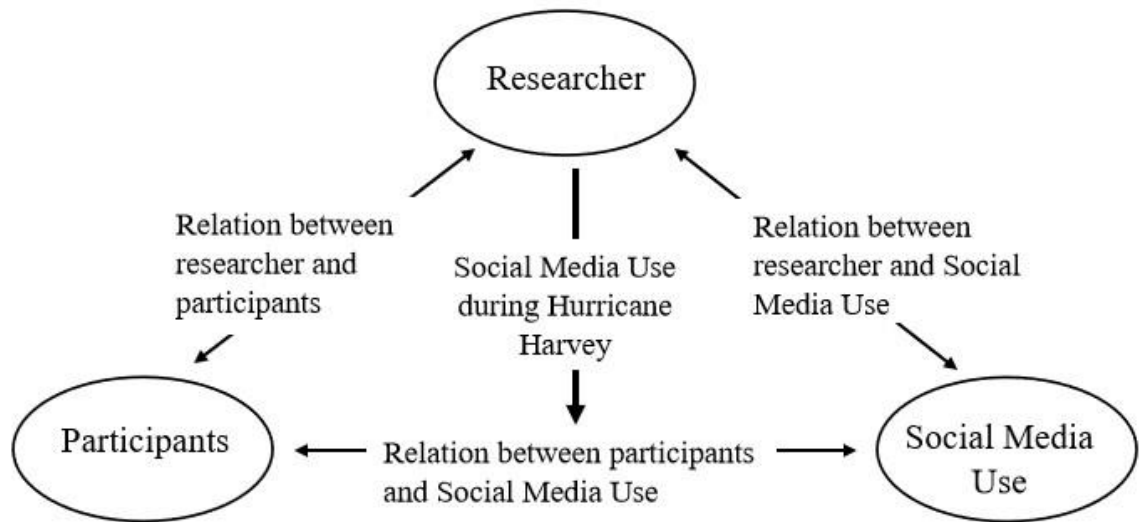 Researcher
Relation between
researcher and
participants
Social Media Use
during Hurricane
Harvey
Relation between
researcher and Social
Media Use
Participants
Relation between participants
and Social Media Use
Social Media
Use